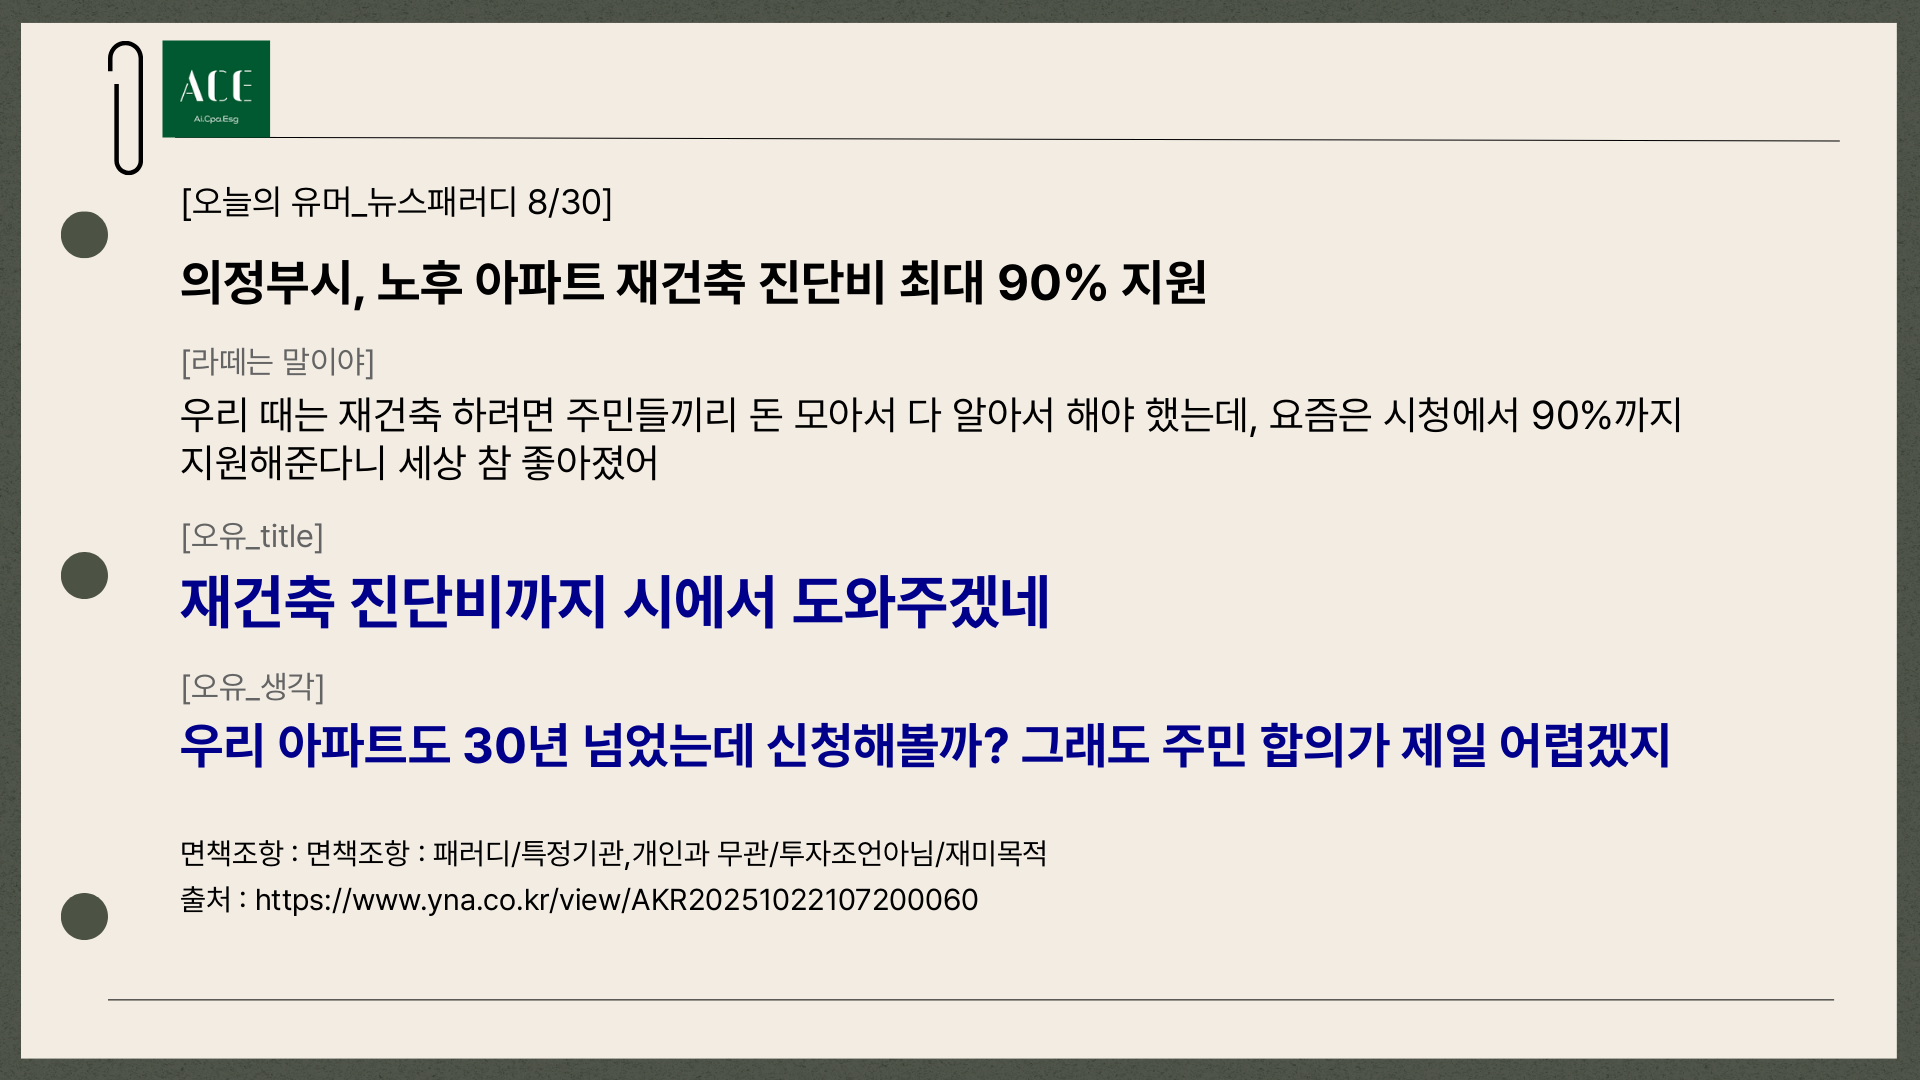 ACE
Ai.Cpa.Esg
[오늘의 유머_뉴스패러디 8/30]
의정부시, 노후 아파트 재건축 진단비 최대 90% 지원
[라떼는 말이야]
우리 때는 재건축 하려면 주민들끼리 돈 모아서 다 알아서 해야 했는데, 요즘은 시청에서 90%까지
지원해준다니 세상 참 좋아졌어
[오유_title]
재건축 진단비까지 시에서 도와주겠네
[오유_생각]
우리 아파트도 30년 넘었는데 신청해볼까? 그래도 주민 합의가 제일 어렵겠지
면책조항 : 면책조항 : 패러디/특정기관,개인과 무관/투자조언아님/재미목적
출처 : https://www.yna.co.kr/view/AKR20251022107200060